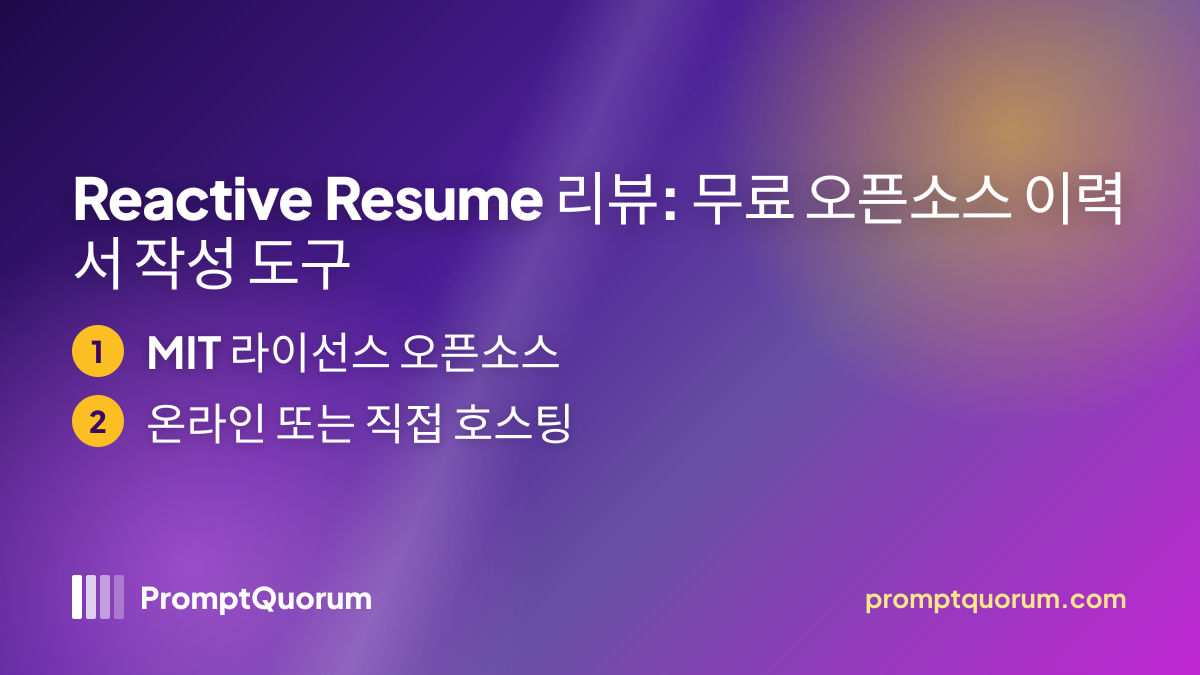 Reactive Resume 리뷰: 무료 오픈소스 이력
서 작성 도구
1 MIT 라이선스 오픈소스
2 온라인 또는 직접 호스팅
PromptQuorum
promptquorum.com